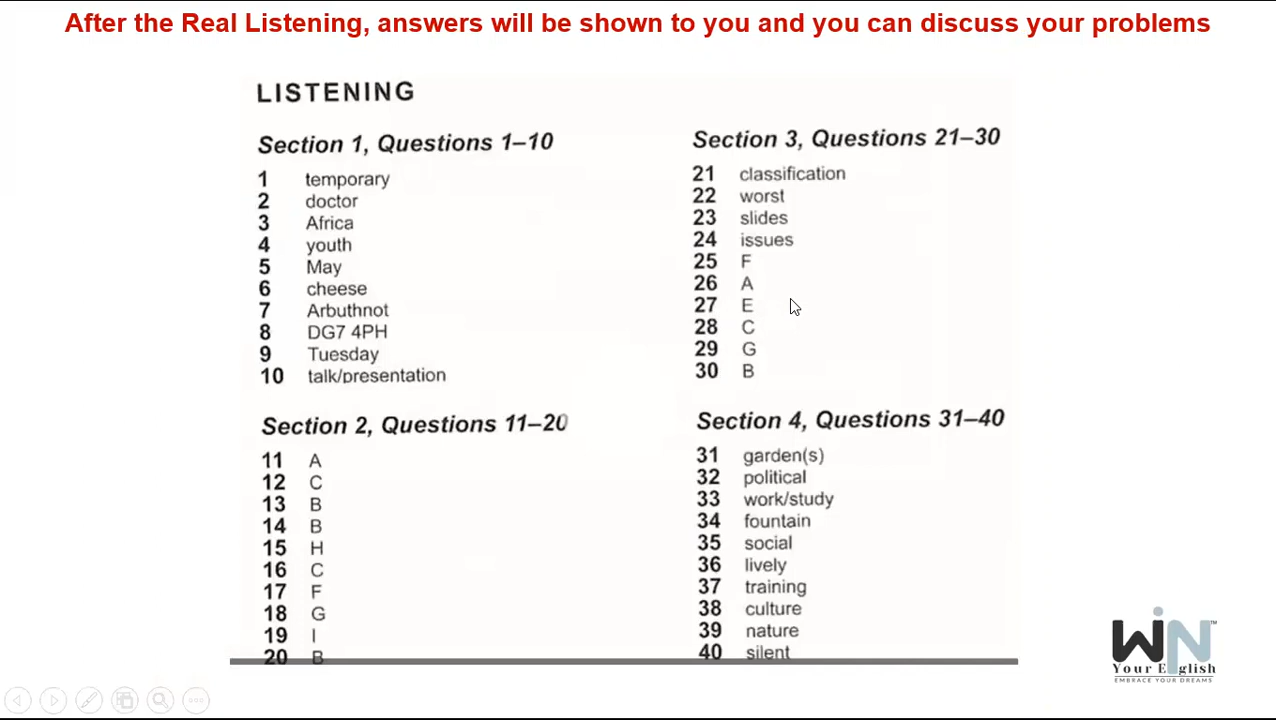 After the Real Listening, answers will be shown to you and you can discuss your problems
LISTENING
Section 1, Questions 1–10
1 temporary
2 doctor
3 Africa
4 youth
5 May
6 cheese
7 Arbuthnot
8 DG7 4PH
9 Tuesday
10 talk/presentation
Section 2, Questions 11–20
11 A
12 C
13 B
14 B
15 H
16 C
17 F
18 G
19 I
20 B
Section 3, Questions 21–30
21 classification
22 worst
23 slides
24 issues
25 F
26 A
27 E
28 C
29 G
30 B
Section 4, Questions 31–40
31 garden(s)
32 political
33 work/study
34 fountain
35 social
36 lively
37 training
38 culture
39 nature
40 silent
WIN™
Your English
EMBRACE YOUR DREAMS